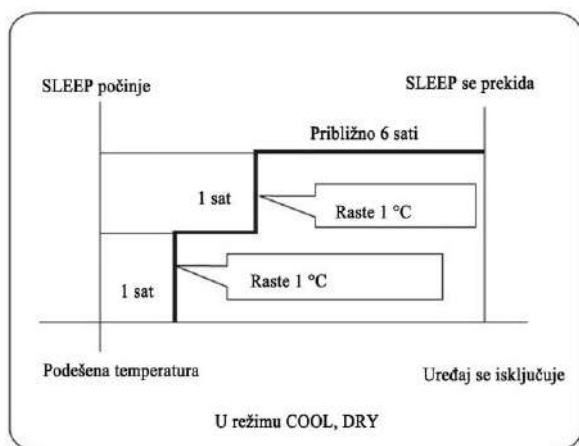 SLEEP počinje
SLEEP se prekida
Približno 6 sati
1 sat
Raste 1 °C
1 sat
Raste 1 °C
Podešena temperatura
Uređaj se isključuje
U režimu COOL, DRY